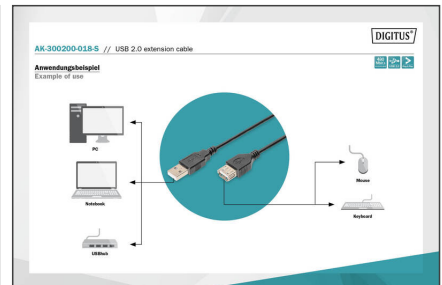 DIGITUS®
AK-300200-018-S // USB 2.0 extension cable
Anwendungsbeispiel
Example of use
PC
Notebook
USBhub
Mouse
Keyboard